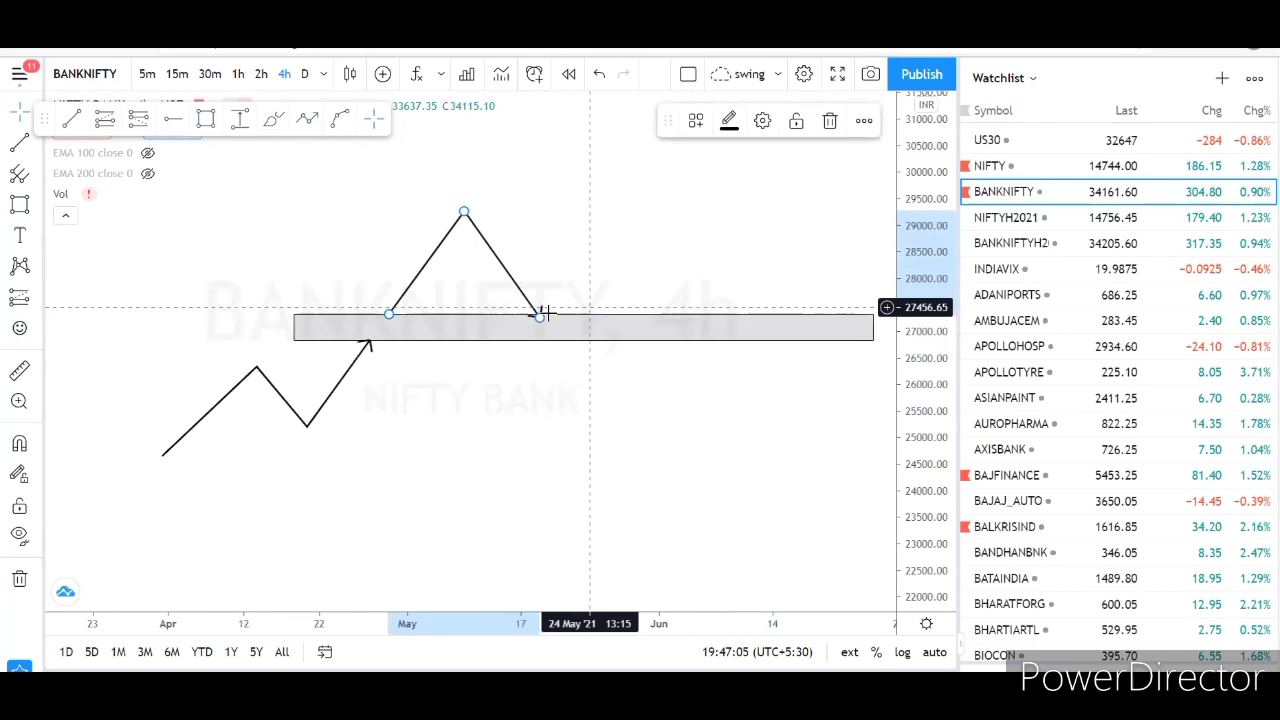 11
BANKNIFTY
5m 15m 30m 1h 2h 4h D
swing
Publish
33637.35 C34115.10
EMA 100 close 0
EMA 200 close 0
Vol !
BANKNIFTY, 4h
NIFTY BANK
INR
31000.00
30500.00
30000.00
29500.00
29000.00
28500.00
28000.00
27456.65
27000.00
26500.00
26000.00
25500.00
25000.00
24500.00
24000.00
23500.00
23000.00
22500.00
22000.00
23 Apr 12 22 May 17 24 May '21 13:15 Jun 14
1D 5D 1M 3M 6M YTD 1Y 5Y All
19:47:05 (UTC+5:30) ext % log auto
Watchlist
Symbol Last Chg Chg%
US30 32647 −284 −0.86%
NIFTY 14744.00 186.15 1.28%
BANKNIFTY 34161.60 304.80 0.90%
NIFTYH2021 14756.45 179.40 1.23%
BANKNIFTYH2 34205.60 317.35 0.94%
INDIAVIX 19.9875 −0.0925 −0.46%
ADANIPORTS 686.25 6.60 0.97%
AMBUJACEM 283.45 2.40 0.85%
APOLLOHOSP 2934.60 −24.10 −0.81%
APOLLOTYRE 225.10 8.05 3.71%
ASIANPAINT 2411.25 6.70 0.28%
AUROPHARMA 822.25 14.35 1.78%
AXISBANK 726.25 7.50 1.04%
BAJFINANCE 5453.25 81.40 1.52%
BAJAJ_AUTO 3650.05 −14.45 −0.39%
BALKRISIND 1616.85 34.20 2.16%
BANDHANBNK 346.05 8.35 2.47%
BATAINDIA 1489.80 18.95 1.29%
BHARATFORG 600.05 12.95 2.21%
BHARTIARTL 529.95 2.75 0.52%
BIOCON 395.70 6.55 1.68%
PowerDirector